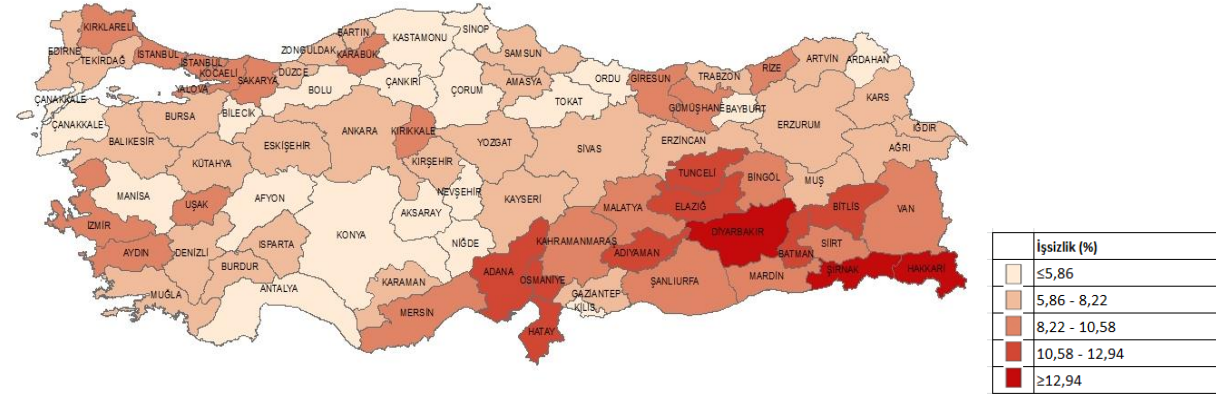 KIRKLARELİ
EDİRNE
TEKİRDAĞ
İSTANBUL
İSTANBUL
KOCAELİ
YALOVA
SAKARYA
DÜZCE
ZONGULDAK
BARTIN
KARABÜK
KASTAMONU
SİNOP
SAMSUN
ÇANKIRI
ÇORUM
AMASYA
ORDU
TOKAT
GİRESUN
TRABZON
RİZE
ARTVİN
ARDAHAN
KARS
GÜMÜŞHANE
BAYBURT
ERZURUM
IĞDIR
AĞRI
ÇANAKKALE
ÇANAKKALE
BALIKESİR
BURSA
BİLECİK
BOLU
ESKİŞEHİR
KÜTAHYA
ANKARA
KIRIKKALE
KIRŞEHİR
YOZGAT
SİVAS
ERZİNCAN
TUNCELİ
BİNGÖL
MUŞ
BİTLİS
VAN
MANİSA
UŞAK
AFYON
İZMİR
AYDIN
DENİZLİ
ISPARTA
BURDUR
MUĞLA
ANTALYA
KONYA
AKSARAY
NEVŞEHİR
NİĞDE
KAYSERİ
KARAMAN
MERSİN
ADANA
OSMANİYE
HATAY
KAHRAMANMARAŞ
MALATYA
ELAZIĞ
ADIYAMAN
DİYARBAKIR
BATMAN
SİİRT
ŞIRNAK
HAKKARİ
MARDİN
ŞANLIURFA
GAZİANTEP
KİLİS
İşsizlik (%)
≤5,86
5,86 - 8,22
8,22 - 10,58
10,58 - 12,94
≥12,94